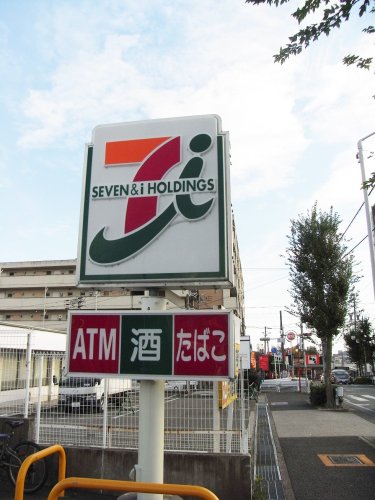 SEVEN & i HOLDINGS
ATM 酒 たばこ